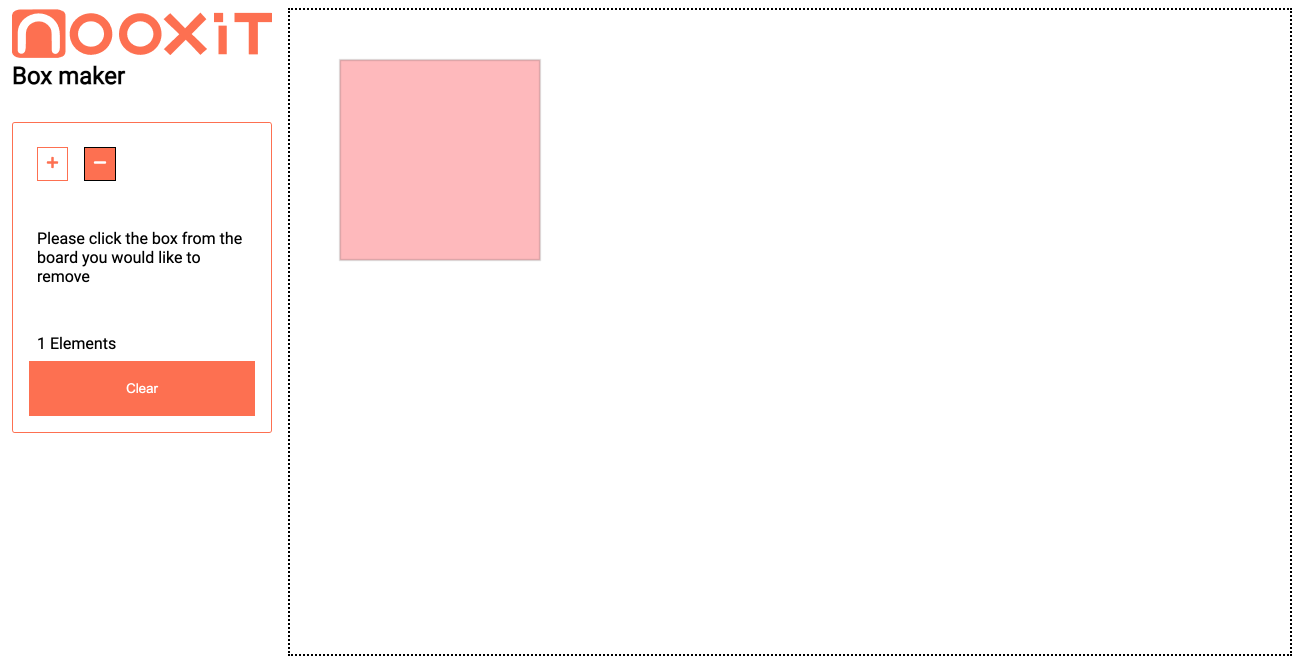 nooxiT
Box maker
+ −
Please click the box from the
board you would like to
remove
1 Elements
Clear